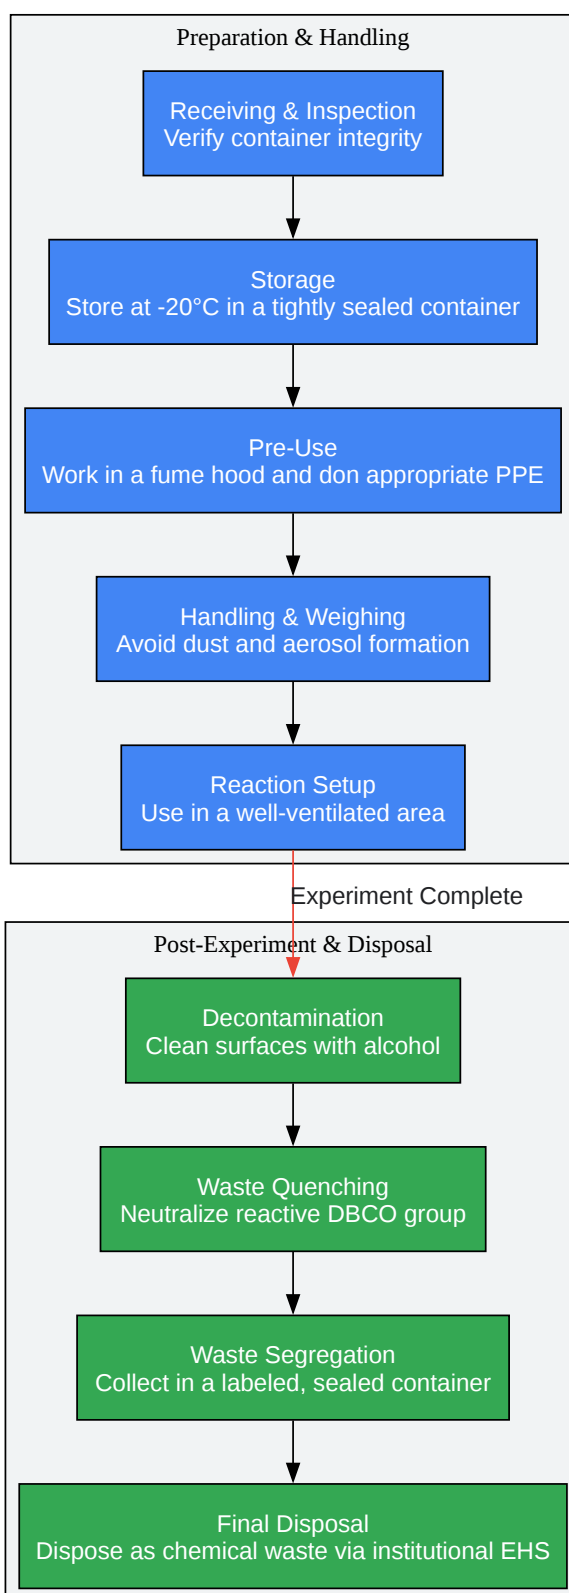 Preparation & Handling
Receiving & Inspection
Verify container integrity
Storage
Store at -20°C in a tightly sealed container
Pre-Use
Work in a fume hood and don appropriate PPE
Handling & Weighing
Avoid dust and aerosol formation
Reaction Setup
Use in a well-ventilated area
Experiment Complete
Post-Experiment & Disposal
Decontamination
Clean surfaces with alcohol
Waste Quenching
Neutralize reactive DBCO group
Waste Segregation
Collect in a labeled, sealed container
Final Disposal
Dispose as chemical waste via institutional EHS